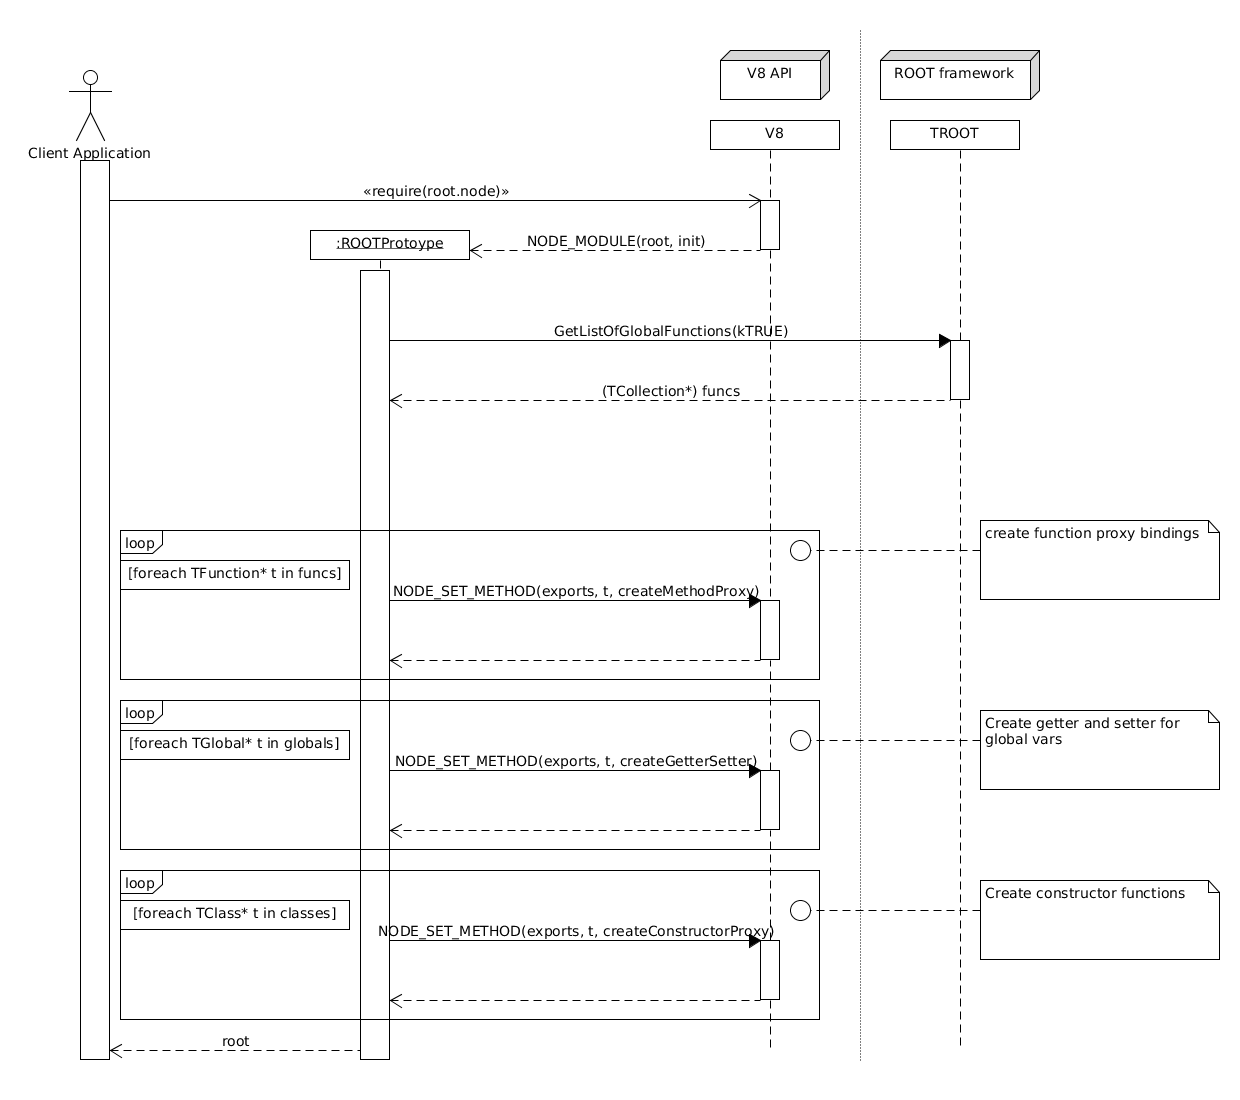 V8 API
ROOT framework
V8
TROOT
Client Application
«require(root.node)»
:ROOTProtoype
NODE_MODULE(root, init)
GetListOfGlobalFunctions(kTRUE)
(TCollection*) funcs
loop
create function proxy bindings
[foreach TFunction* t in funcs]
NODE_SET_METHOD(exports, t, createMethodProxy)
loop
Create getter and setter for
global vars
[foreach TGlobal* t in globals]
NODE_SET_METHOD(exports, t, createGetterSetter)
loop
Create constructor functions
[foreach TClass* t in classes]
NODE_SET_METHOD(exports, t, createConstructorProxy)
root